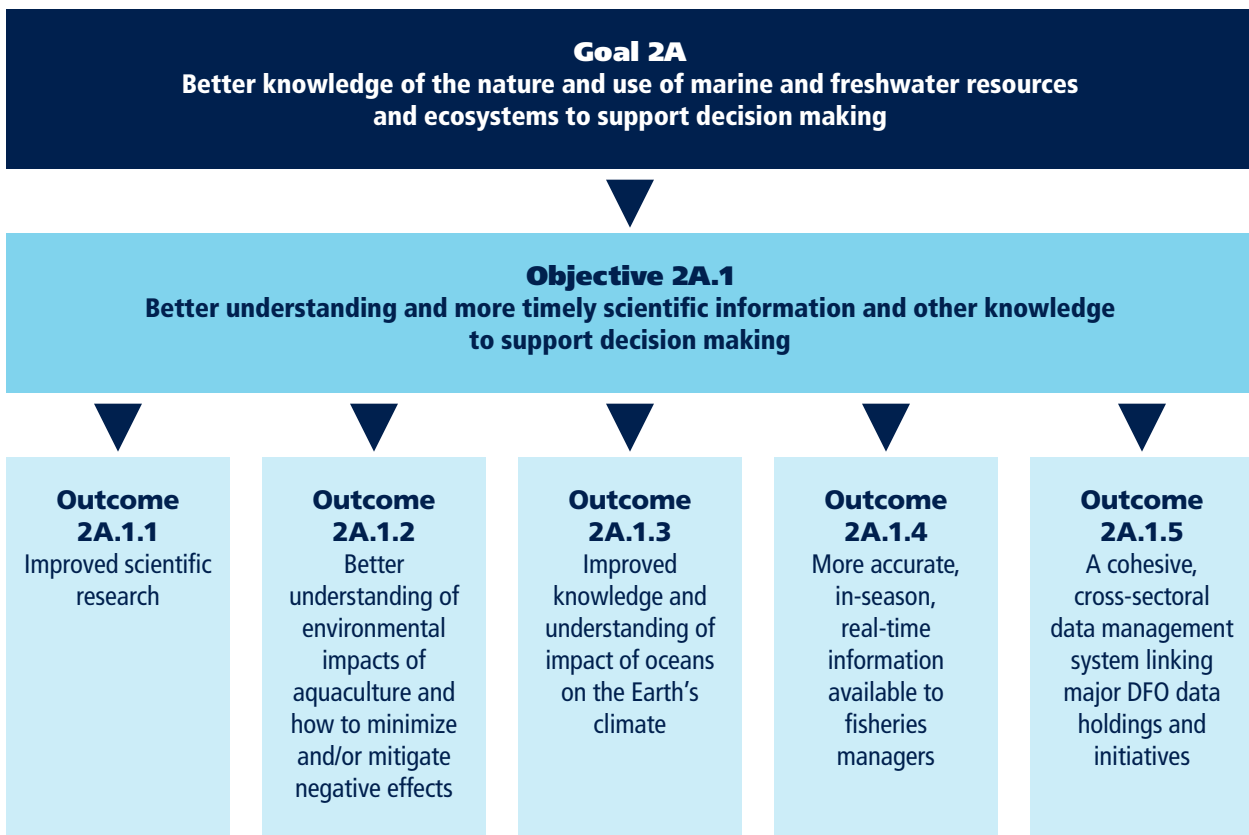 Goal 2A
Better knowledge of the nature and use of marine and freshwater resources
and ecosystems to support decision making
Objective 2A.1
Better understanding and more timely scientific information and other knowledge
to support decision making
Outcome
2A.1.1
Improved scientific
research
Outcome
2A.1.2
Better
understanding of
environmental
impacts of
aquaculture and
how to minimize
and/or mitigate
negative effects
Outcome
2A.1.3
Improved
knowledge and
understanding of
impact of oceans
on the Earth’s
climate
Outcome
2A.1.4
More accurate,
in-season,
real-time
information
available to
fisheries
managers
Outcome
2A.1.5
A cohesive,
cross-sectoral
data management
system linking
major DFO data
holdings and
initiatives